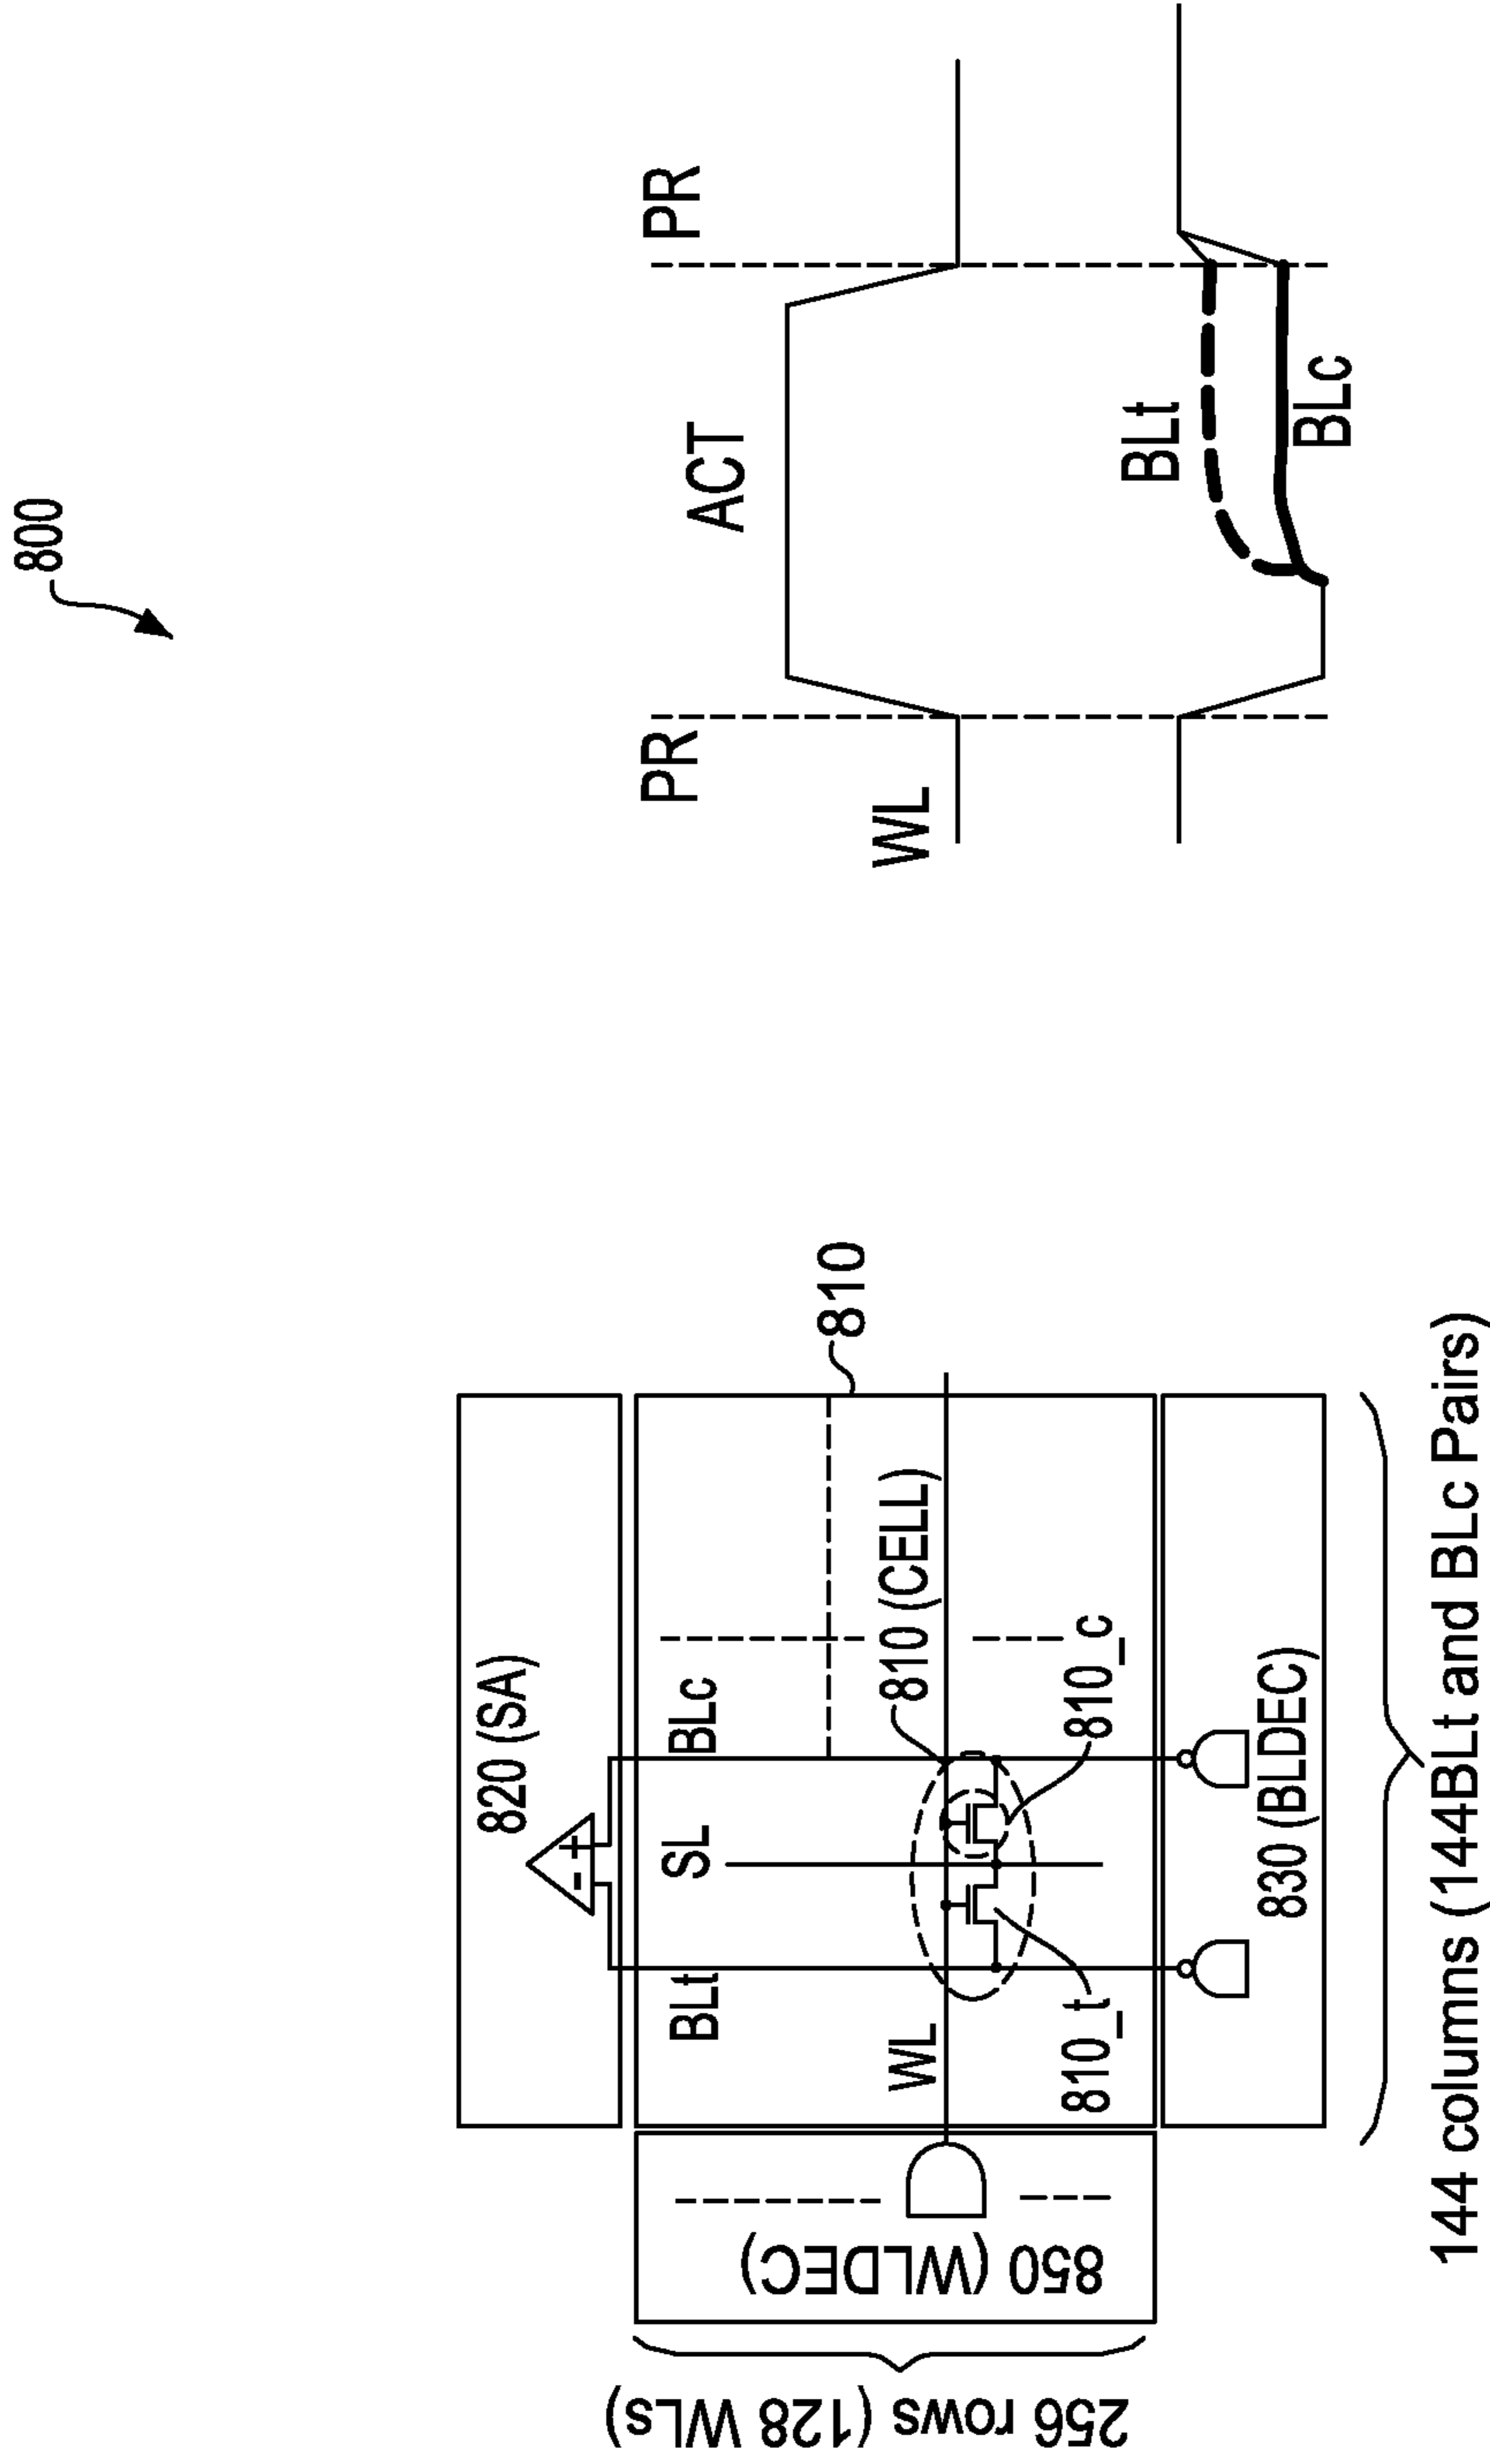 800
820 (SA)
- +
BLt
SL
BLc
810
810 (CELL)
WL
810_t
810_c
850 (WLDEC)
830 (BLDEC)
256 rows (128 WLs)
144 columns (144BLt and BLc Pairs)
PR
ACT
PR
WL
BLt
BLc